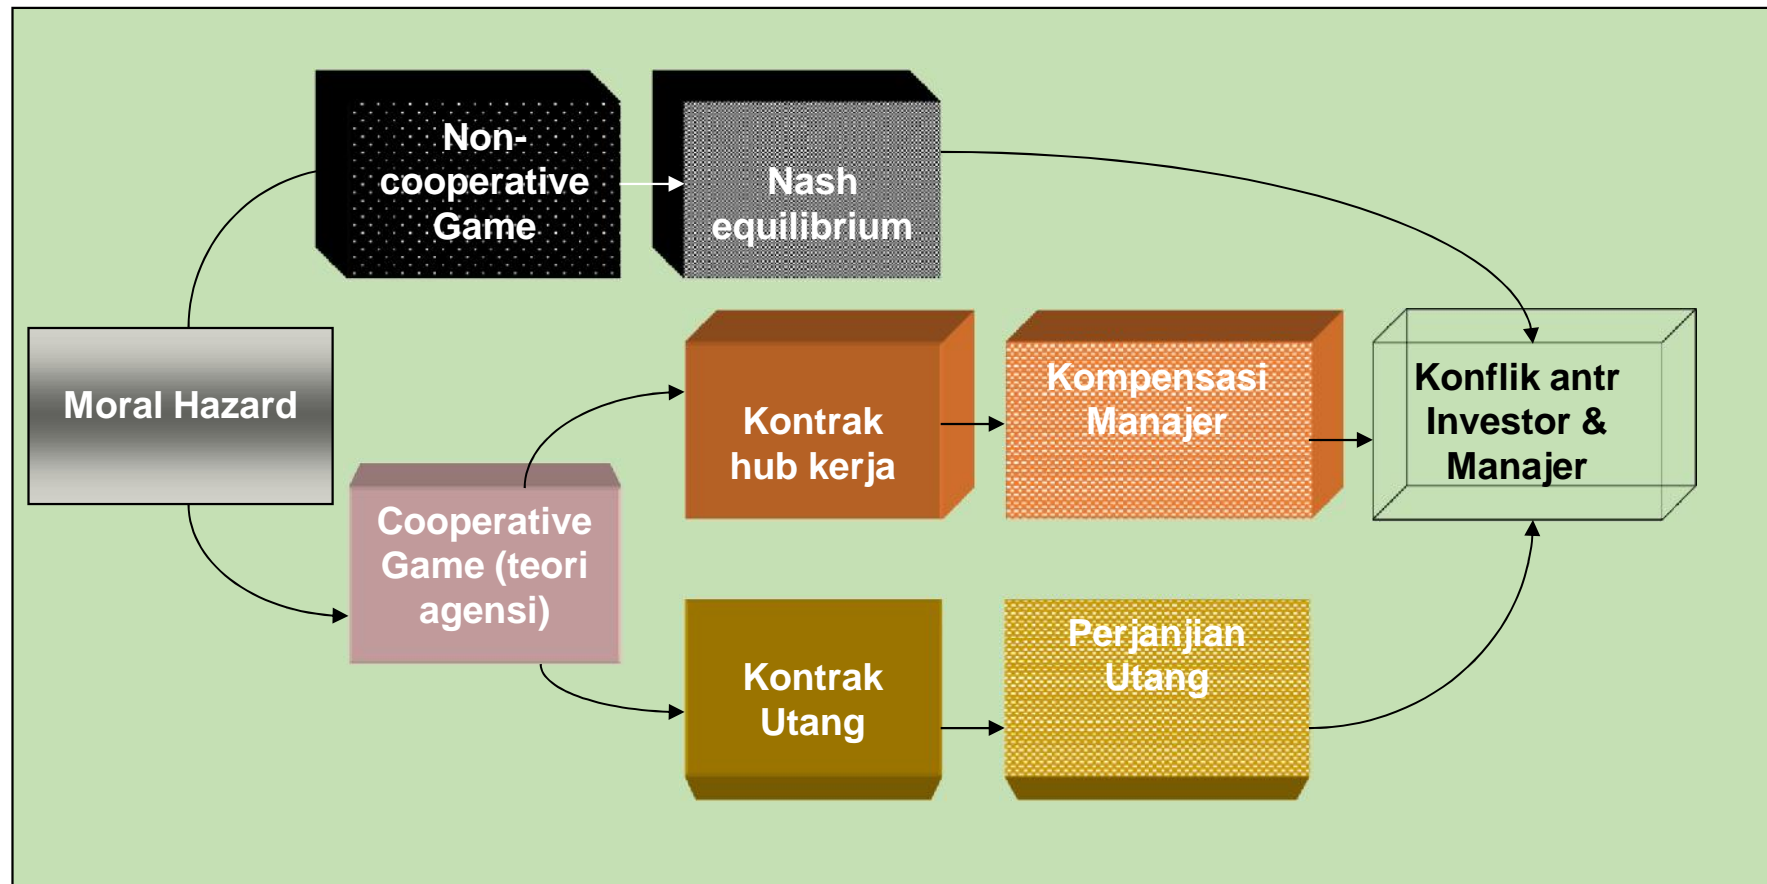 Non-
cooperative
Game
Nash
equilibrium
Moral Hazard
Cooperative
Game (teori
agensi)
Kontrak
hub kerja
Kompensasi
Manajer
Konflik antr
Investor &
Manajer
Kontrak
Utang
Perjanjian
Utang